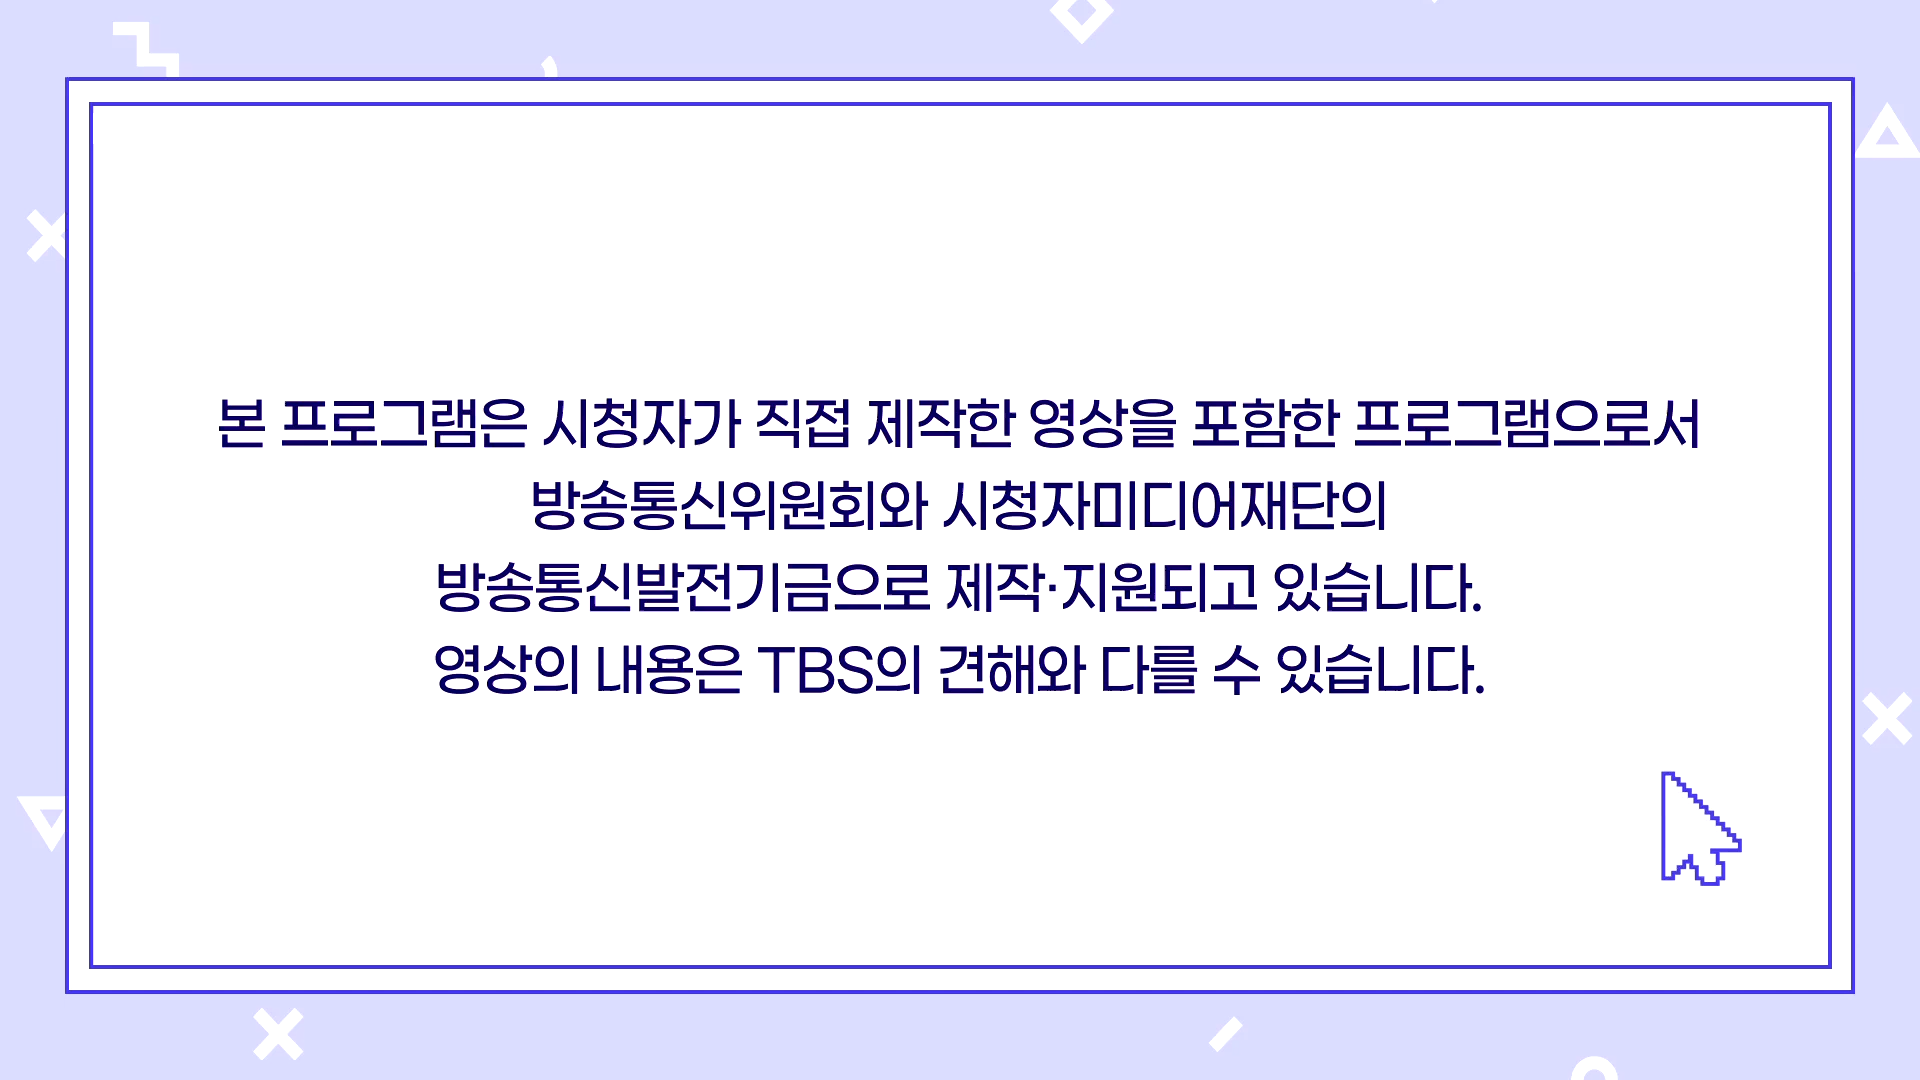 본 프로그램은 시청자가 직접 제작한 영상을 포함한 프로그램으로서
방송통신위원회와 시청자미디어재단의
방송통신발전기금으로 제작·지원되고 있습니다.
영상의 내용은 TBS의 견해와 다를 수 있습니다.